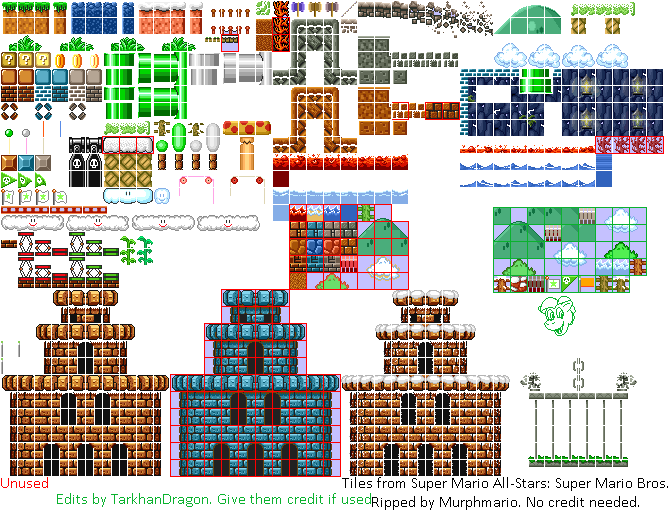 Unused
Tiles from Super Mario All-Stars: Super Mario Bros.
Edits by TarkhanDragon. Give them credit if used.
Ripped by Murphmario. No credit needed.